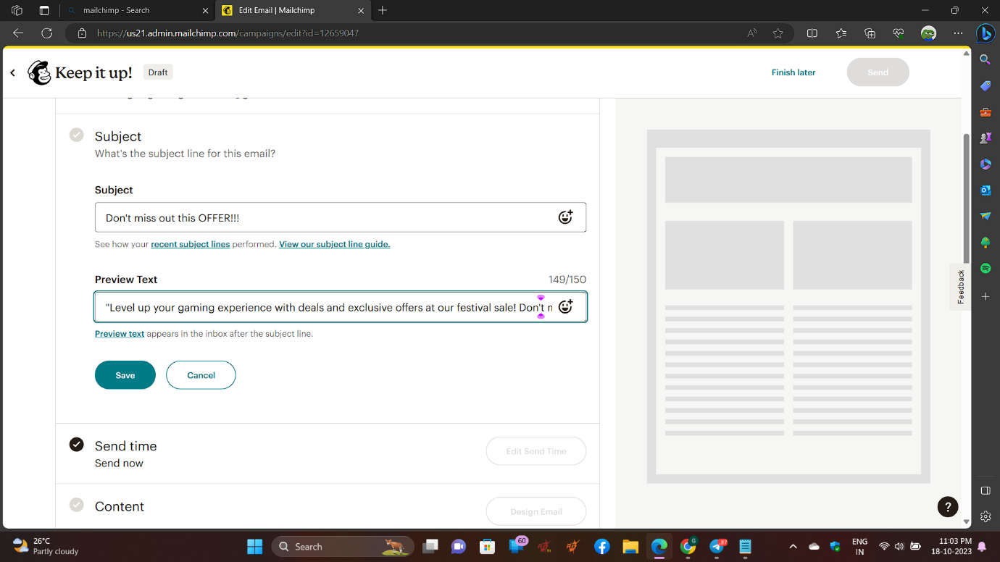 mailchimp - Search
Edit Email | Mailchimp
https://us21.admin.mailchimp.com/campaigns/edit?id=12659047
Keep it up!
Draft
Finish later
Send
Subject
What's the subject line for this email?
Subject
Don't miss out this OFFER!!!
See how your recent subject lines performed. View our subject line guide.
Preview Text
149/150
"Level up your gaming experience with deals and exclusive offers at our festival sale! Don't
Preview text appears in the inbox after the subject line.
Save
Cancel
Send time
Send now
Edit Send Time
Content
Design Email
Feedback
?
26°C
Partly cloudy
Search
60
87
ENG
IN
11:03 PM
18-10-2023